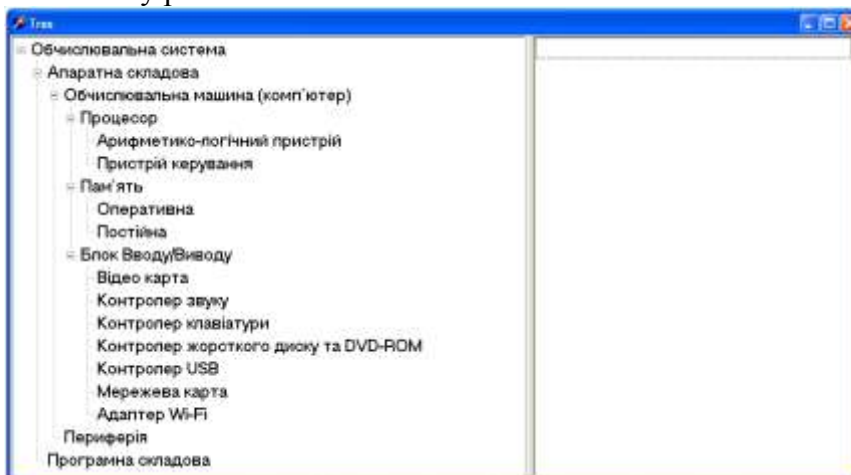 Tree
Обчислювальна система
Апаратна складова
Обчислювальна машина (комп'ютер)
Процесор
Арифметико-логічний пристрій
Пристрій керування
Пам'ять
Оперативна
Постійна
Блок Вводу/Виводу
Відео карта
Контролер звуку
Контролер клавіатури
Контролер жороткого диску та DVD-ROM
Контролер USB
Мережева карта
Адаптер Wi-Fi
Периферія
Програмна складова